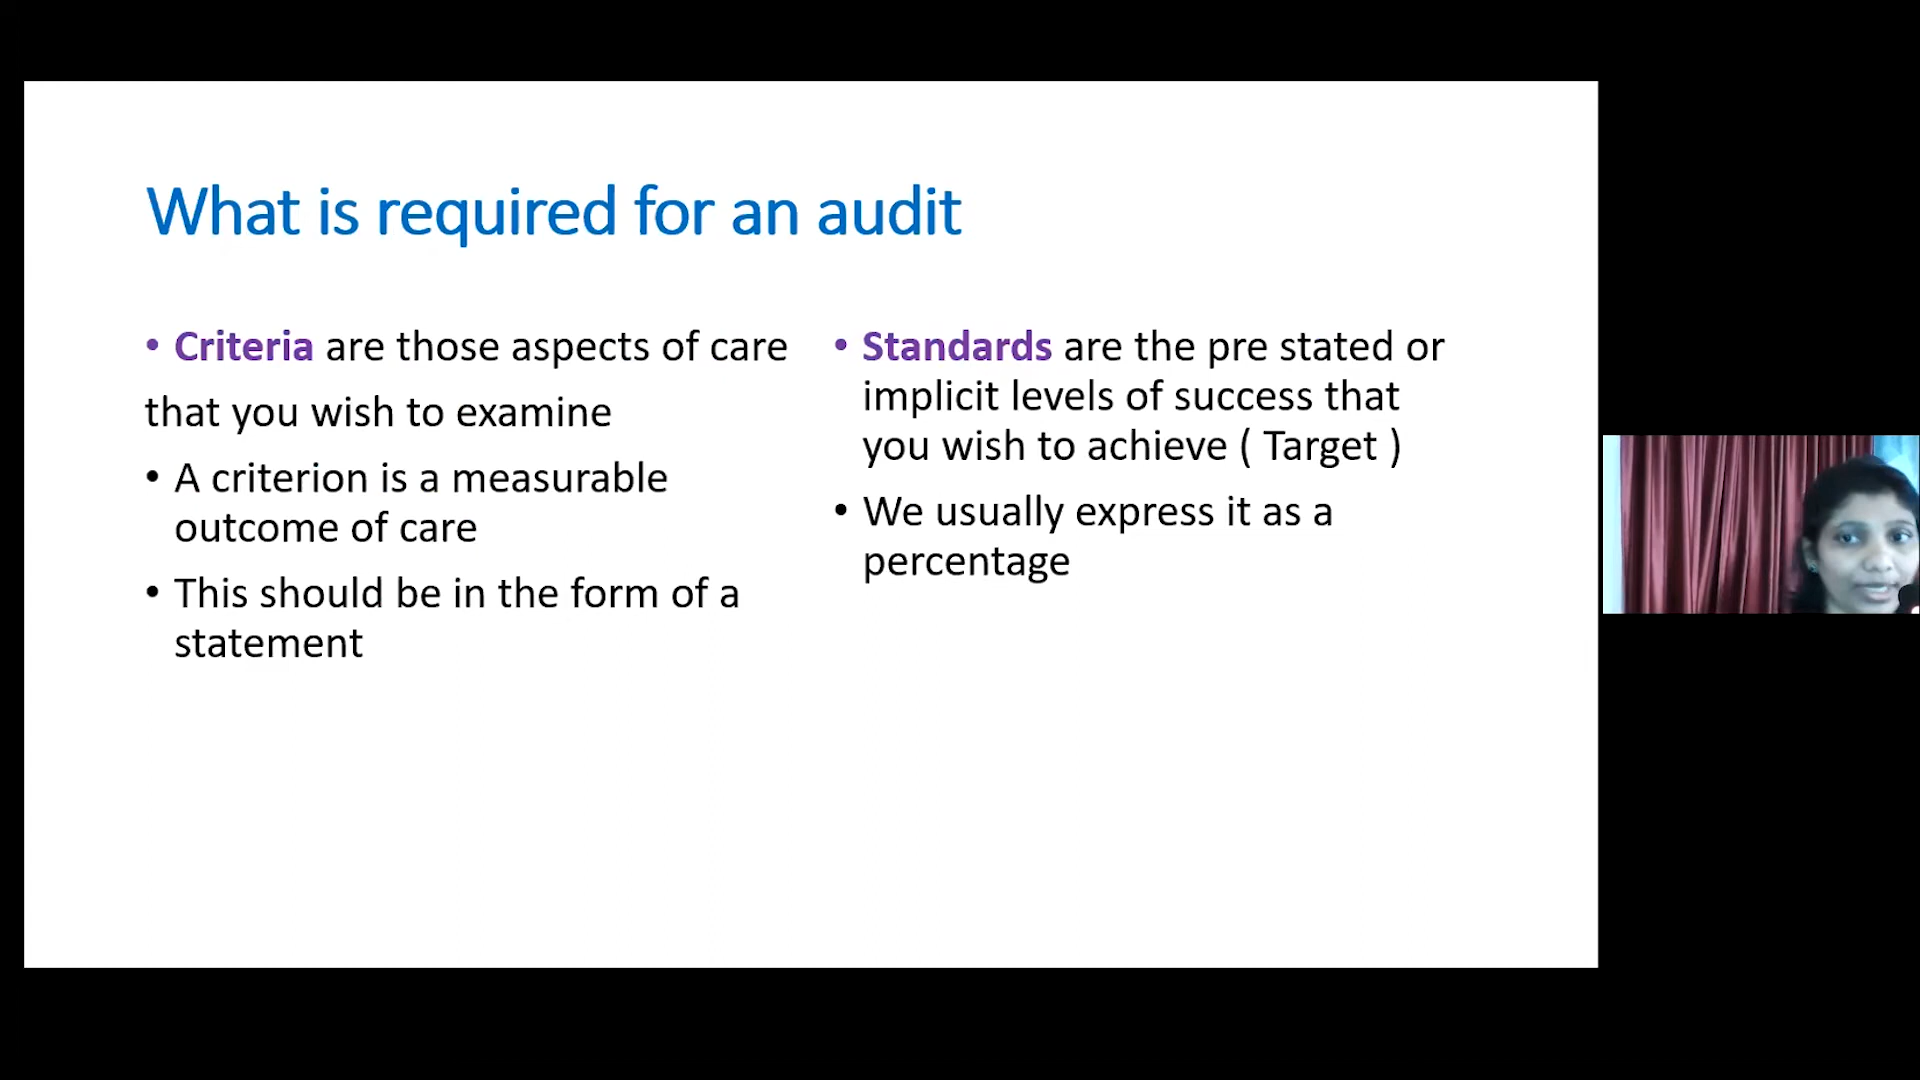 What is required for an audit
• Criteria are those aspects of care
that you wish to examine
• A criterion is a measurable
outcome of care
• This should be in the form of a
statement
• Standards are the pre stated or
implicit levels of success that
you wish to achieve ( Target )
• We usually express it as a
percentage